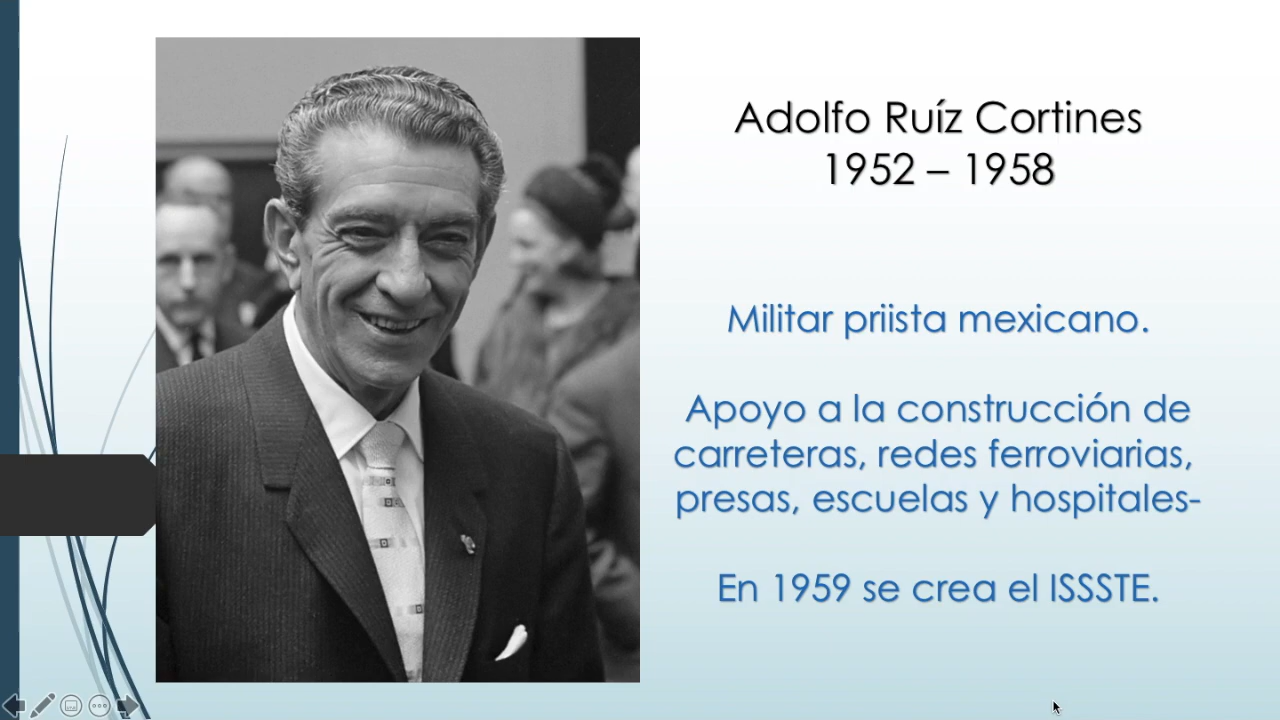 Adolfo Ruíz Cortines
1952 – 1958
Militar priista mexicano.
Apoyo a la construcción de
carreteras, redes ferroviarias,
presas, escuelas y hospitales-
En 1959 se crea el ISSSTE.